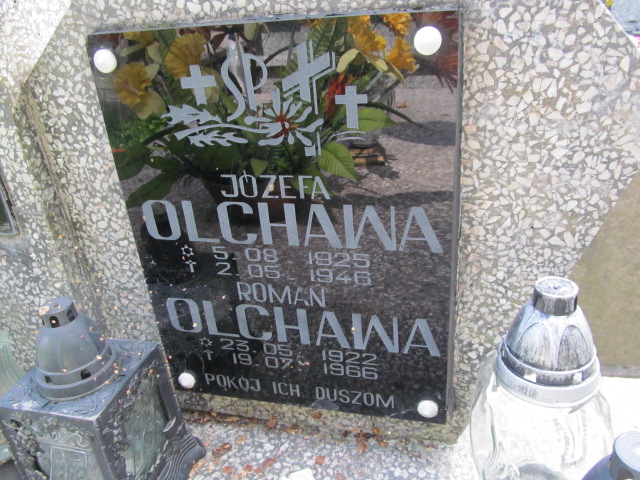 ŚP
JÓZEFA
OLCHAWA
✡ 5. 08. 1925
† 2. 05. 1946
ROMAN
OLCHAWA
✡ 23. 05. 1922
† 19. 07. 1966
POKÓJ ICH DUSZOM